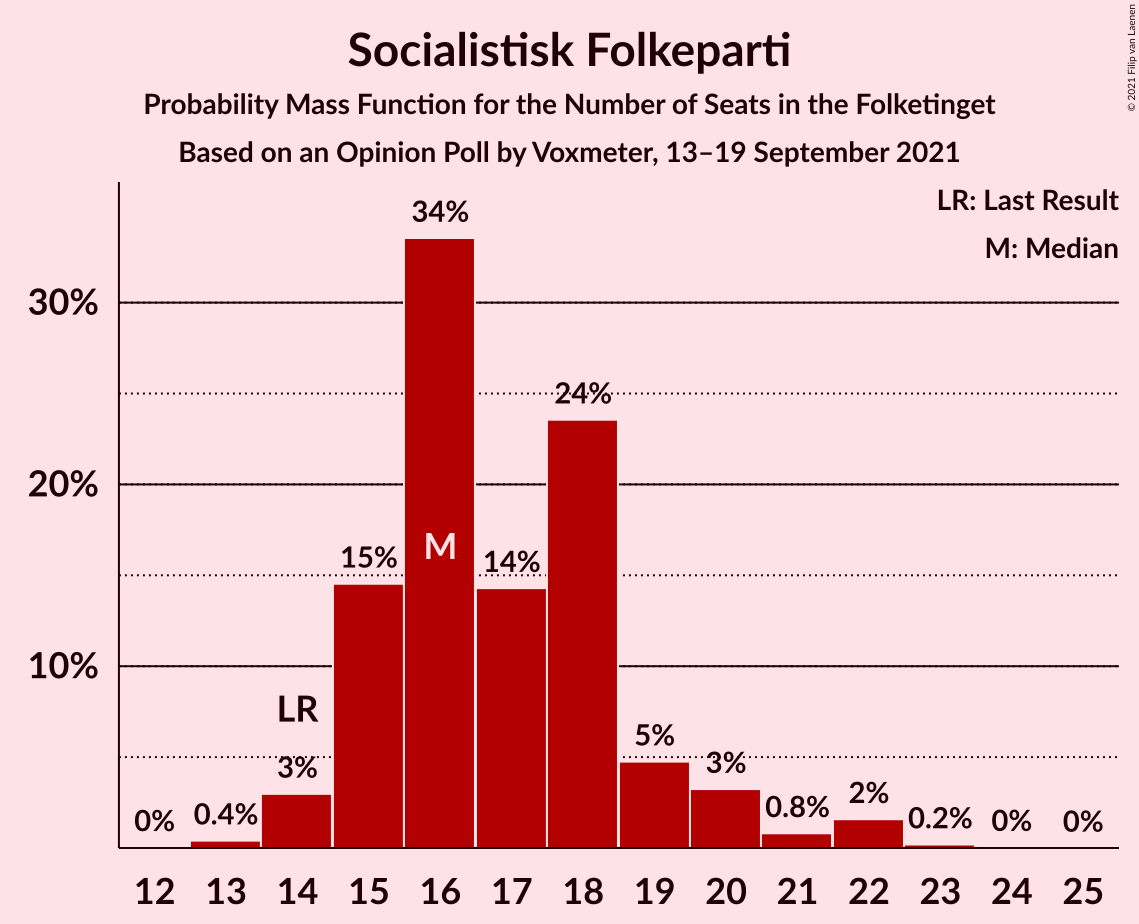 Socialistisk Folkeparti
Probability Mass Function for the Number of Seats in the Folketinget
Based on an Opinion Poll by Voxmeter, 13–19 September 2021
© 2021 Filip van Laenen
LR: Last Result
M: Median
30%
20%
10%
0%
0.4%
LR
3%
15%
34%
M
14%
24%
5%
3%
0.8%
2%
0.2%
0%
0%
12 13 14 15 16 17 18 19 20 21 22 23 24 25